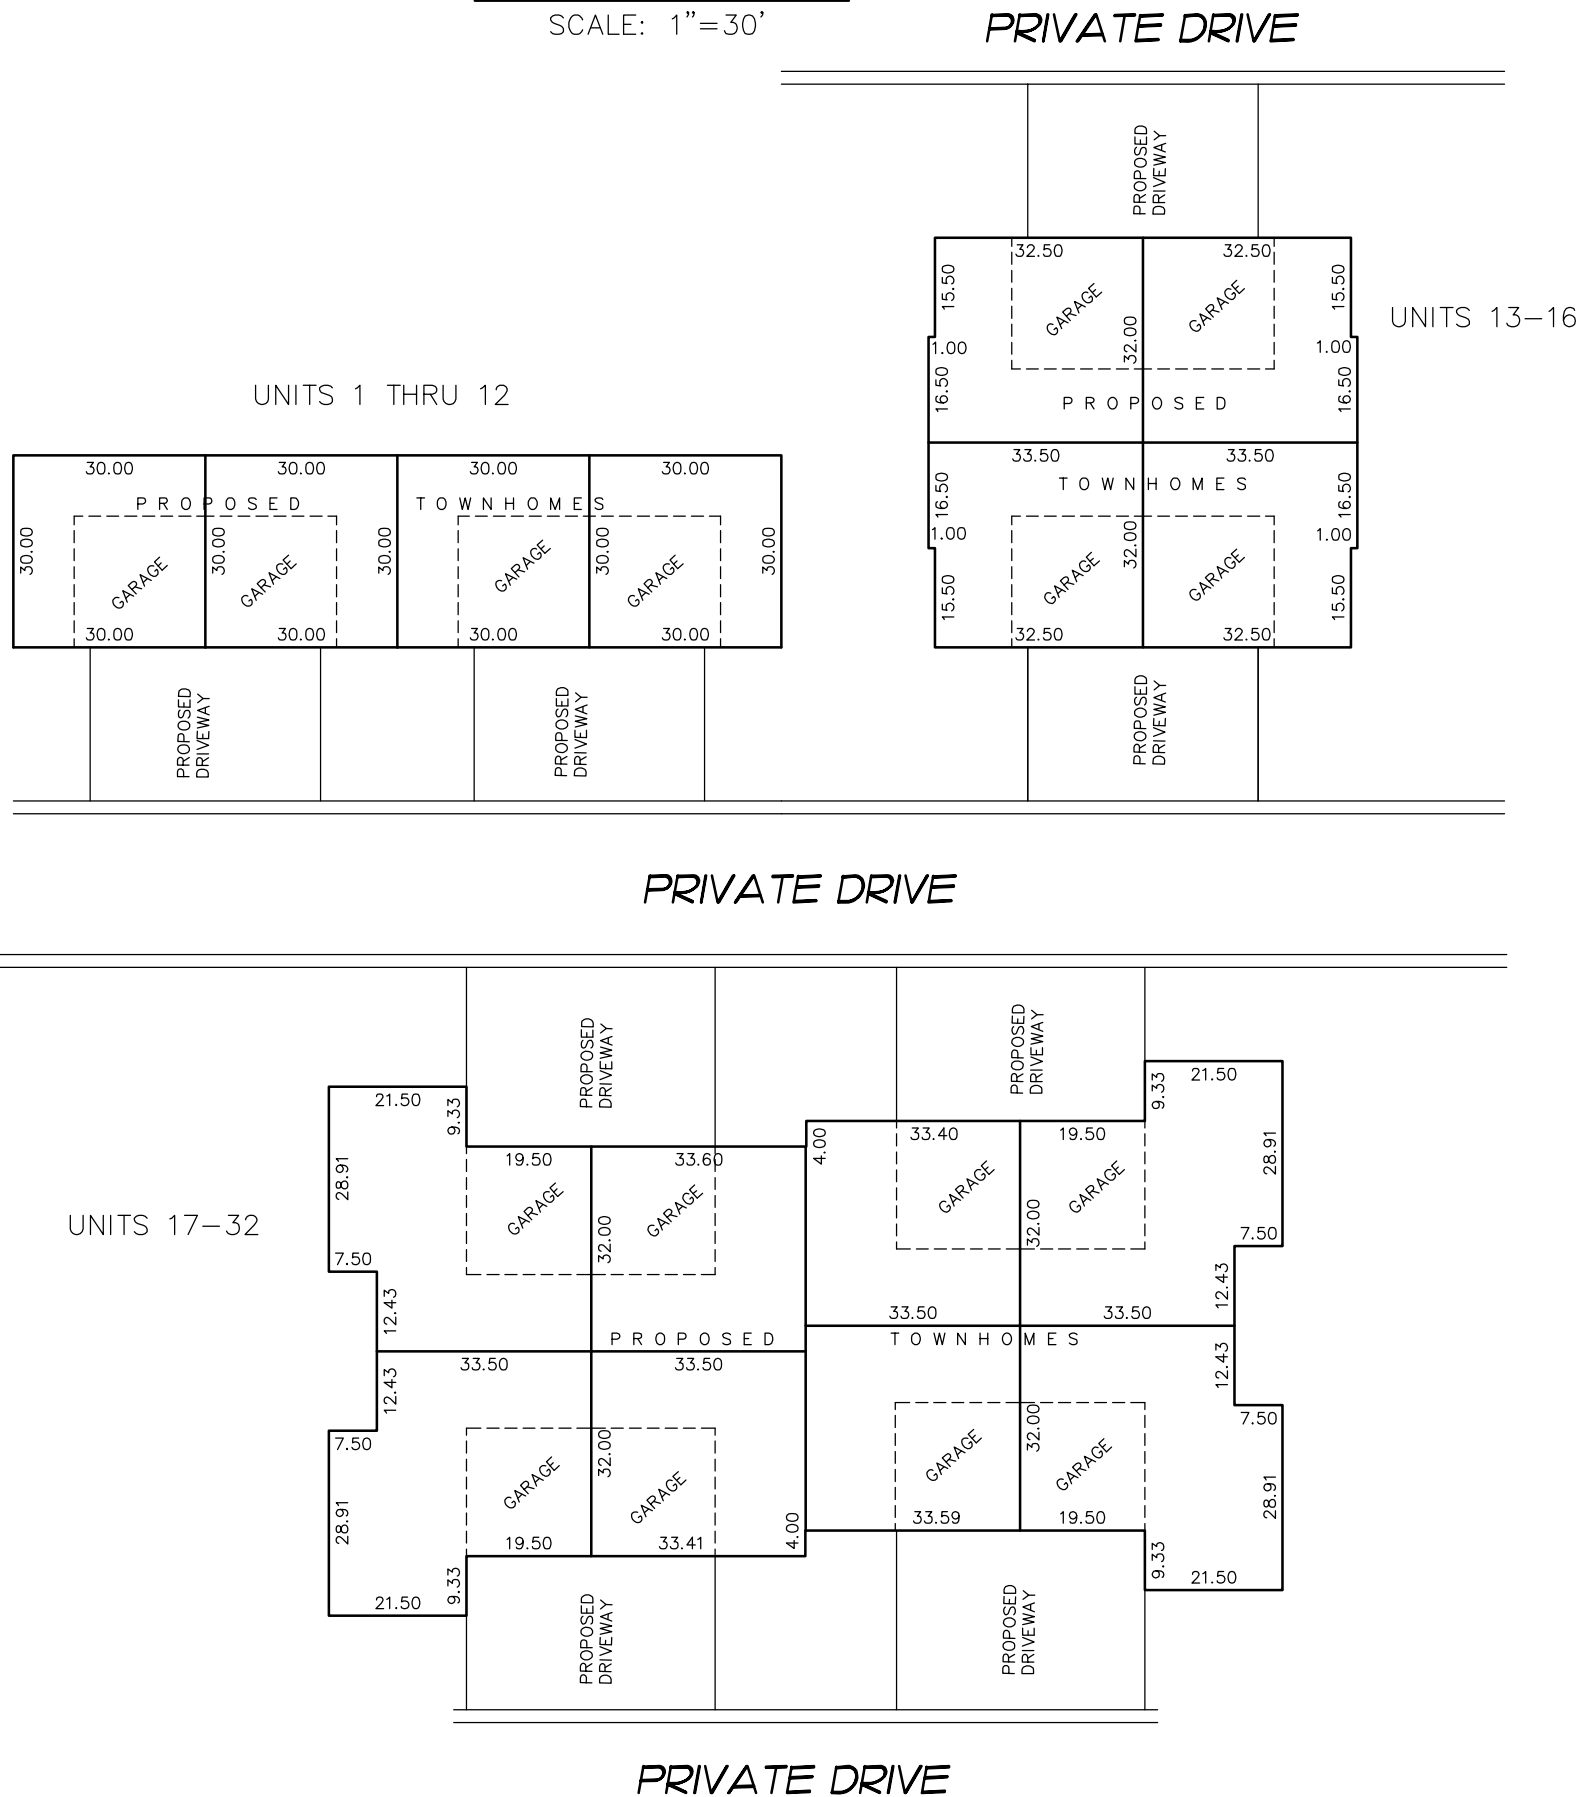 SCALE: 1"=30'
PRIVATE DRIVE
PROPOSED
DRIVEWAY
32.50
32.50
15.50
GARAGE
GARAGE
15.50
UNITS 13-16
32.00
1.00
1.00
16.50
16.50
PROPOSED
33.50
33.50
TOWNHOMES
16.50
16.50
1.00
32.00
1.00
15.50
GARAGE
GARAGE
15.50
32.50
32.50
PROPOSED
DRIVEWAY
UNITS 1 THRU 12
30.00
30.00
30.00
30.00
PROPOSED
TOWNHOMES
30.00
GARAGE
30.00
GARAGE
30.00
GARAGE
30.00
GARAGE
30.00
30.00
30.00
30.00
30.00
PROPOSED
DRIVEWAY
PROPOSED
DRIVEWAY
PRIVATE DRIVE
PROPOSED
DRIVEWAY
PROPOSED
DRIVEWAY
21.50
9.33
9.33
21.50
19.50
33.60
4.00
33.40
19.50
28.91
GARAGE
GARAGE
GARAGE
GARAGE
28.91
UNITS 17-32
32.00
32.00
7.50
7.50
12.43
12.43
33.50
33.50
PROPOSED
TOWNHOMES
33.50
33.50
12.43
12.43
7.50
7.50
32.00
32.00
28.91
GARAGE
GARAGE
GARAGE
GARAGE
28.91
19.50
33.41
4.00
33.59
19.50
9.33
9.33
21.50
21.50
PROPOSED
DRIVEWAY
PROPOSED
DRIVEWAY
PRIVATE DRIVE